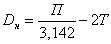 Dн = П / 3,142 − 2T